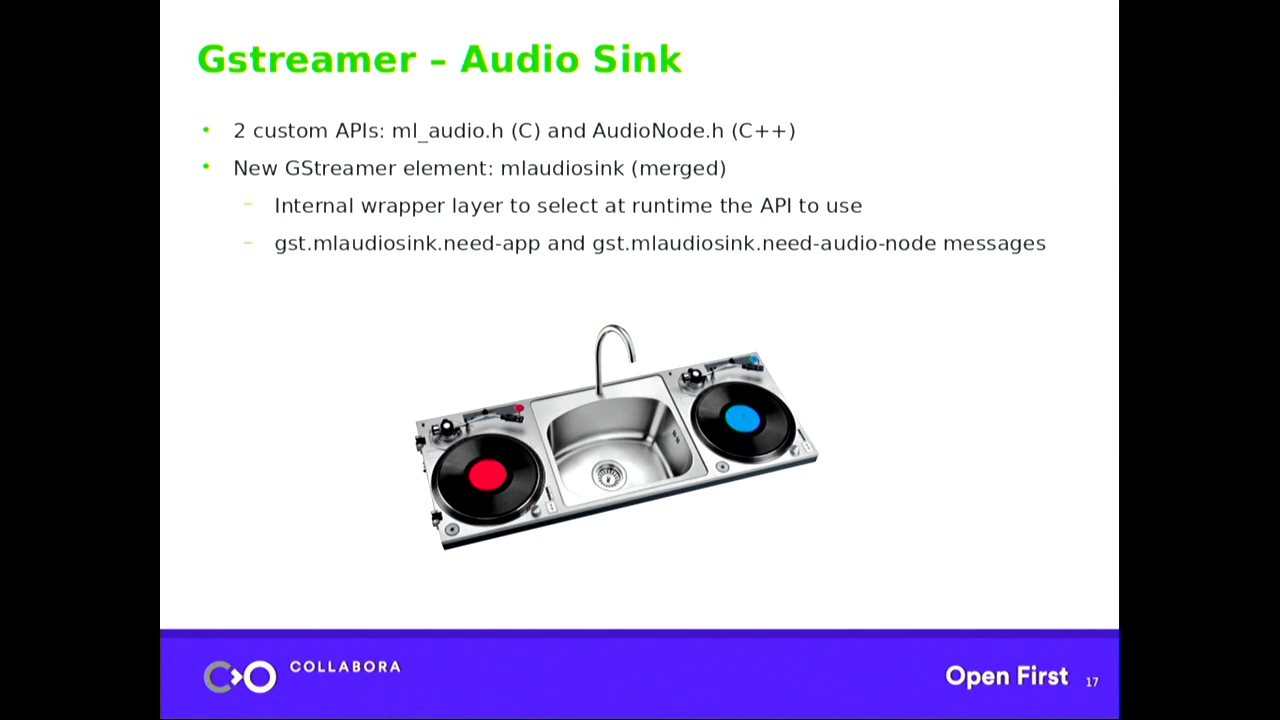 Gstreamer – Audio Sink
• 2 custom APIs: ml_audio.h (C) and AudioNode.h (C++)
• New GStreamer element: mlaudiosink (merged)
– Internal wrapper layer to select at runtime the API to use
– gst.mlaudiosink.need-app and gst.mlaudiosink.need-audio-node messages
COLLABORA
Open First
17